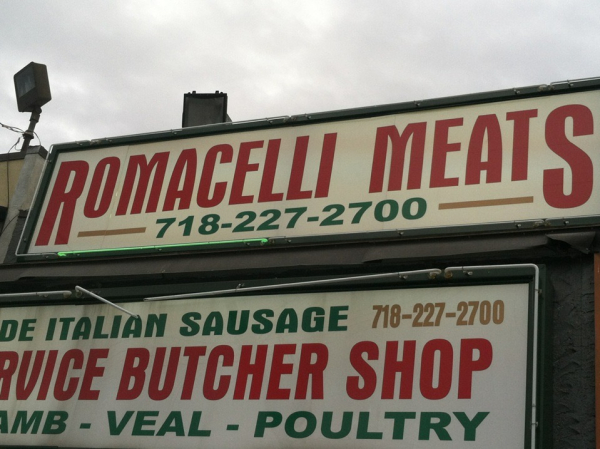 ROMACELLI MEATS
718-227-2700
DE ITALIAN SAUSAGE 718-227-2700
RVICE BUTCHER SHOP
AMB - VEAL - POULTRY